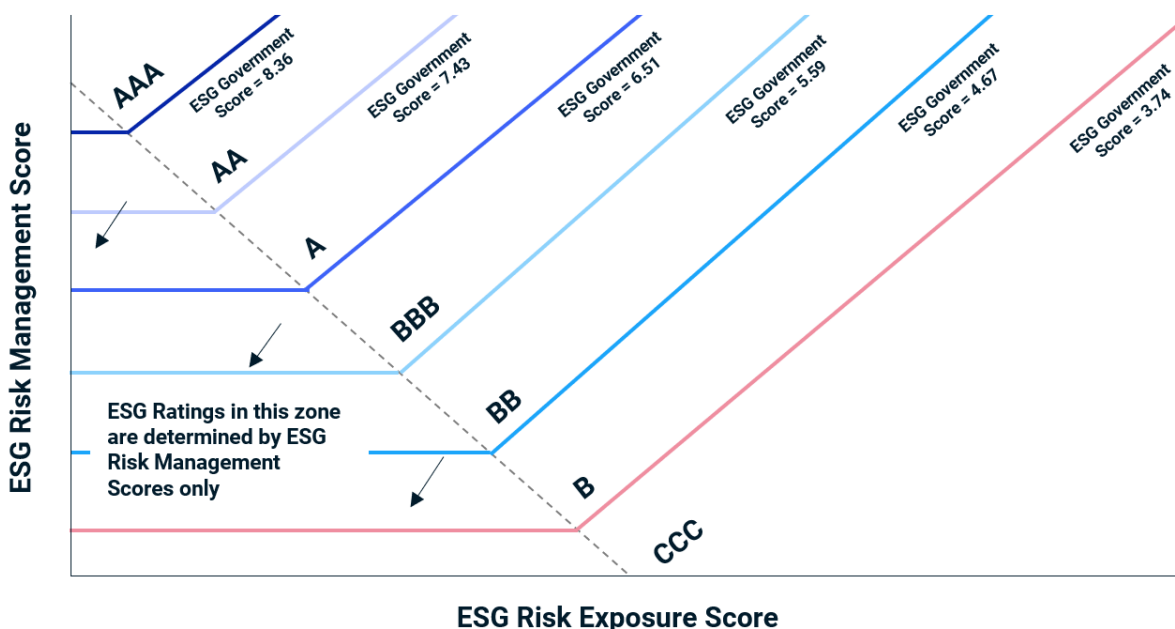 ESG Government
Score = 8.36
ESG Government
Score = 7.43
ESG Government
Score = 6.51
ESG Government
Score = 5.59
ESG Government
Score = 4.67
ESG Government
Score = 3.74
AAA
AA
A
BBB
BB
B
CCC
ESG Risk Management Score
ESG Ratings in this zone
are determined by ESG
Risk Management
Scores only
ESG Risk Exposure Score